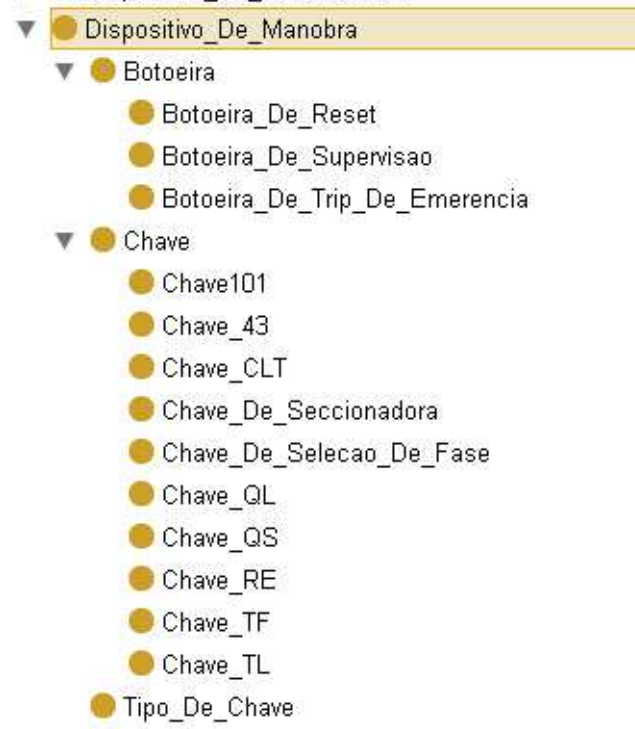 Dispositivo_De_Manobra
Botoeira
Botoeira_De_Reset
Botoeira_De_Supervisao
Botoeira_De_Trip_De_Emerencia
Chave
Chave101
Chave_43
Chave_CLT
Chave_De_Seccionadora
Chave_De_Selecao_De_Fase
Chave_QL
Chave_QS
Chave_RE
Chave_TF
Chave_TL
Tipo_De_Chave